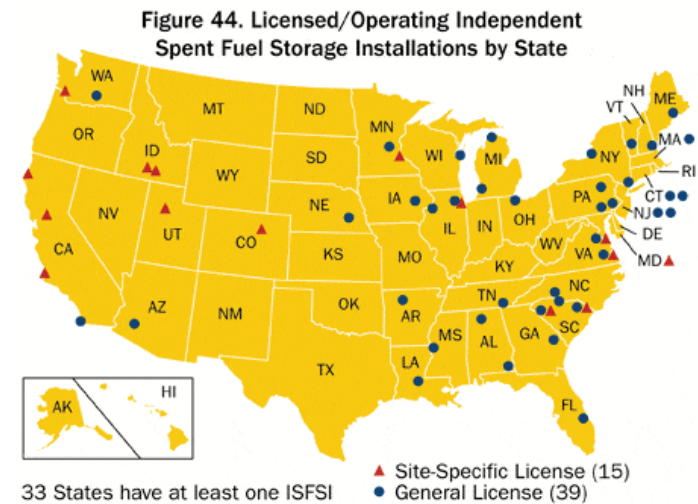 Figure 44. Licensed/Operating Independent
Spent Fuel Storage Installations by State
WA
MT
ND
MN
NH
VT
ME
OR
ID
SD
WI
MI
NY
MA
RI
WY
CT
IA
PA
NJ
NE
NV
UT
CO
IL
IN
OH
DE
MD
CA
KS
MO
WV
VA
KY
AZ
NM
OK
AR
TN
NC
SC
MS
AL
GA
TX
LA
FL
AK
HI
Site-Specific License (15)
33 States have at least one ISFSI
General License (39)